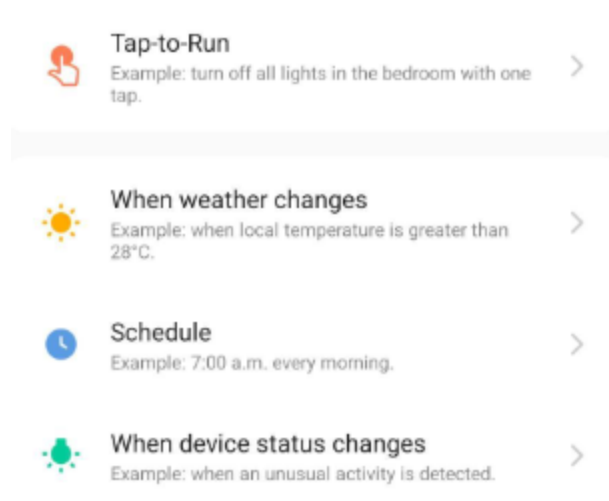 Tap-to-Run
Example: turn off all lights in the bedroom with one
tap.
When weather changes
Example: when local temperature is greater than
28°C.
Schedule
Example: 7:00 a.m. every morning.
When device status changes
Example: when an unusual activity is detected.